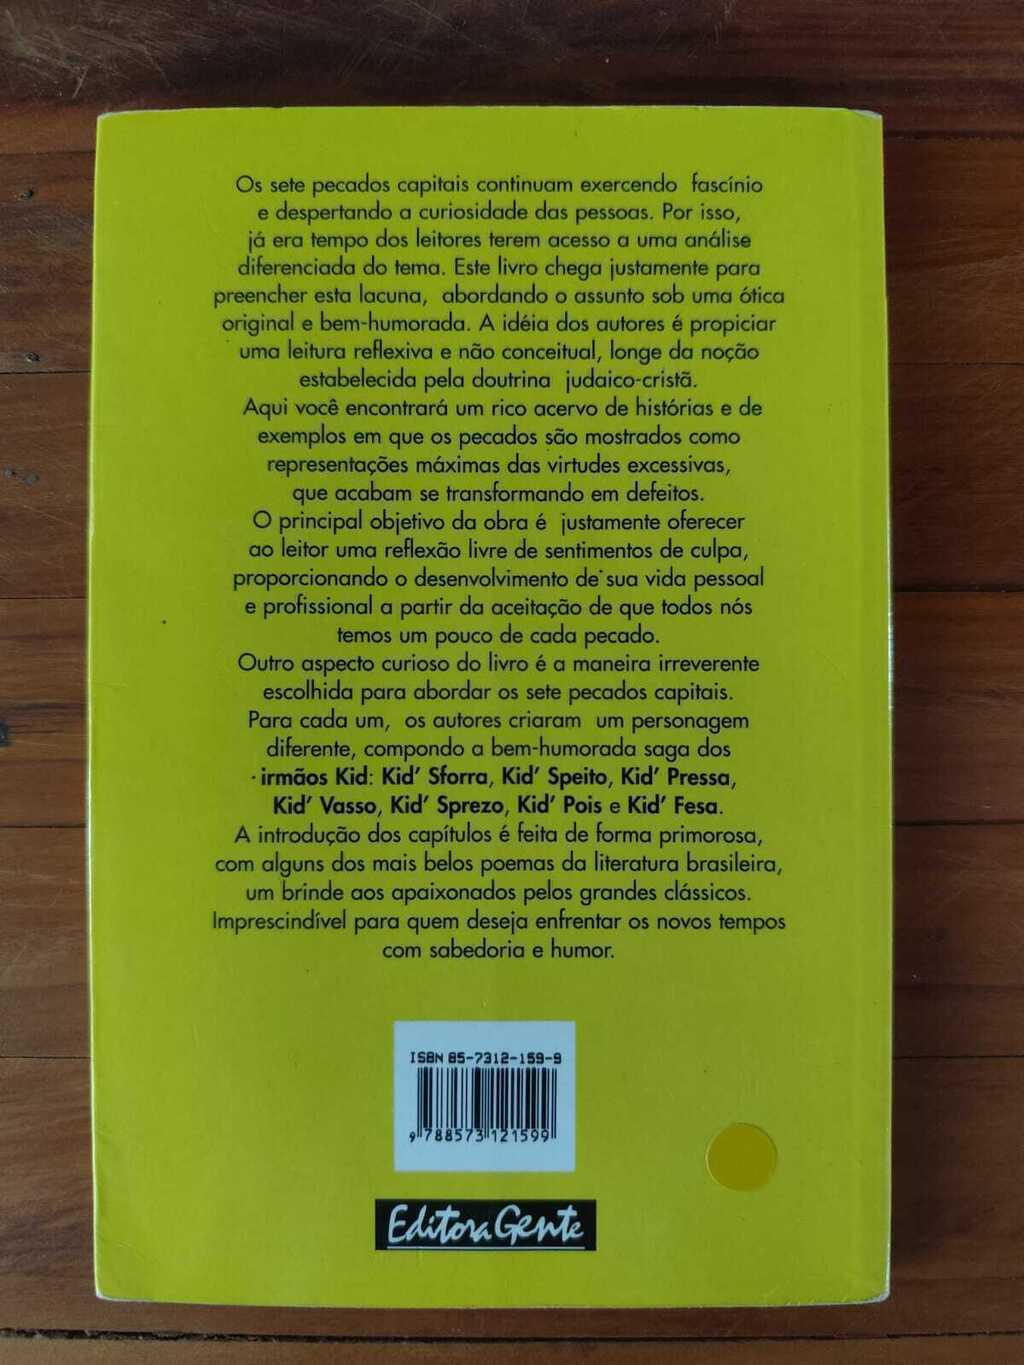 Os sete pecados capitais continuam exercendo fascínio
e despertando a curiosidade das pessoas. Por isso,
já era tempo dos leitores terem acesso a uma análise
diferenciada do tema. Este livro chega justamente para
preencher esta lacuna, abordando o assunto sob uma ótica
original e bem-humorada. A idéia dos autores é propiciar
uma leitura reflexiva e não conceitual, longe da noção
estabelecida pela doutrina judaico-cristã.
Aqui você encontrará um rico acervo de histórias e de
exemplos em que os pecados são mostrados como
representações máximas das virtudes excessivas,
que acabam se transformando em defeitos.
O principal objetivo da obra é justamente oferecer
ao leitor uma reflexão livre de sentimentos de culpa,
proporcionando o desenvolvimento de sua vida pessoal
e profissional a partir da aceitação de que todos nós
temos um pouco de cada pecado.
Outro aspecto curioso do livro é a maneira irreverente
escolhida para abordar os sete pecados capitais.
Para cada um, os autores criaram um personagem
diferente, compondo a bem-humorada saga dos
irmãos Kid: Kid' Sforra, Kid' Speito, Kid' Pressa,
Kid' Vasso, Kid' Sprezo, Kid' Pois e Kid' Fesa.
A introdução dos capítulos é feita de forma primorosa,
com alguns dos mais belos poemas da literatura brasileira,
um brinde aos apaixonados pelos grandes clássicos.
Imprescindível para quem deseja enfrentar os novos tempos
com sabedoria e humor.
ISBN 85-7312-159-9
9 788573 121599
Editora Gente